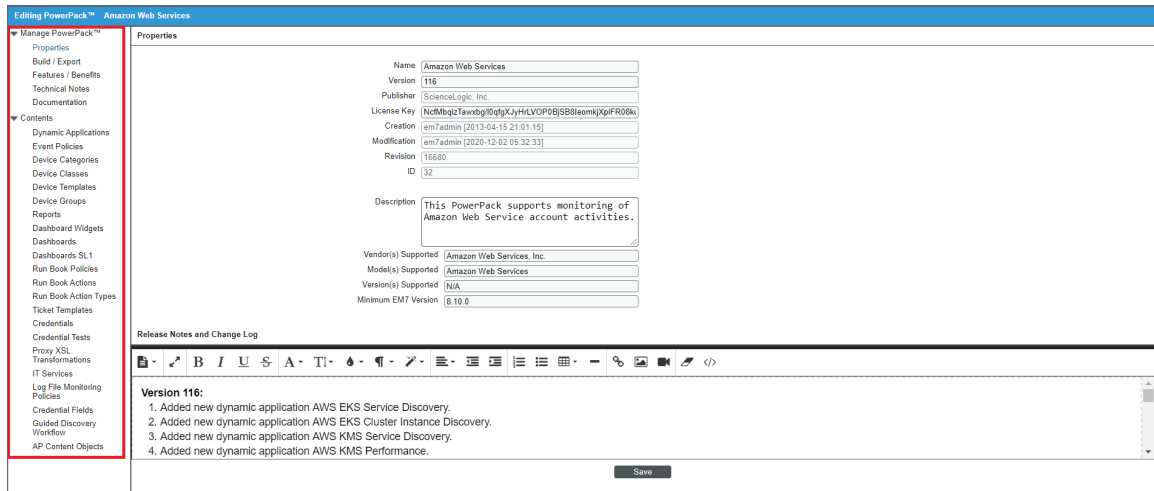 Editing PowerPack™ Amazon Web Services
Manage PowerPack™
Properties
Build / Export
Features / Benefits
Technical Notes
Documentation
Contents
Dynamic Applications
Event Policies
Device Categories
Device Classes
Device Templates
Device Groups
Reports
Dashboard Widgets
Dashboards
Dashboards SL1
Run Book Policies
Run Book Actions
Run Book Action Types
Ticket Templates
Credentials
Credential Tests
Proxy XSL
Transformations
IT Services
Log File Monitoring
Policies
Credential Fields
Guided Discovery
Workflow
AP Content Objects
Properties
Name Amazon Web Services
Version 116
Publisher ScienceLogic, Inc.
License Key
Creation em7admin [2013-04-15 21:01:15]
Modification em7admin [2020-12-02 05:32:33]
Revision 16680
ID 32
Description This PowerPack supports monitoring of
Amazon Web Service account activities.
Vendor(s) Supported Amazon Web Services, Inc.
Model(s) Supported Amazon Web Services
Version(s) Supported N/A
Minimum EM7 Version 8.10.0
Release Notes and Change Log
B I U S A T
Version 116:
1. Added new dynamic application AWS EKS Service Discovery.
2. Added new dynamic application AWS EKS Cluster Instance Discovery.
3. Added new dynamic application AWS KMS Service Discovery.
4. Added new dynamic application AWS KMS Performance.
Save